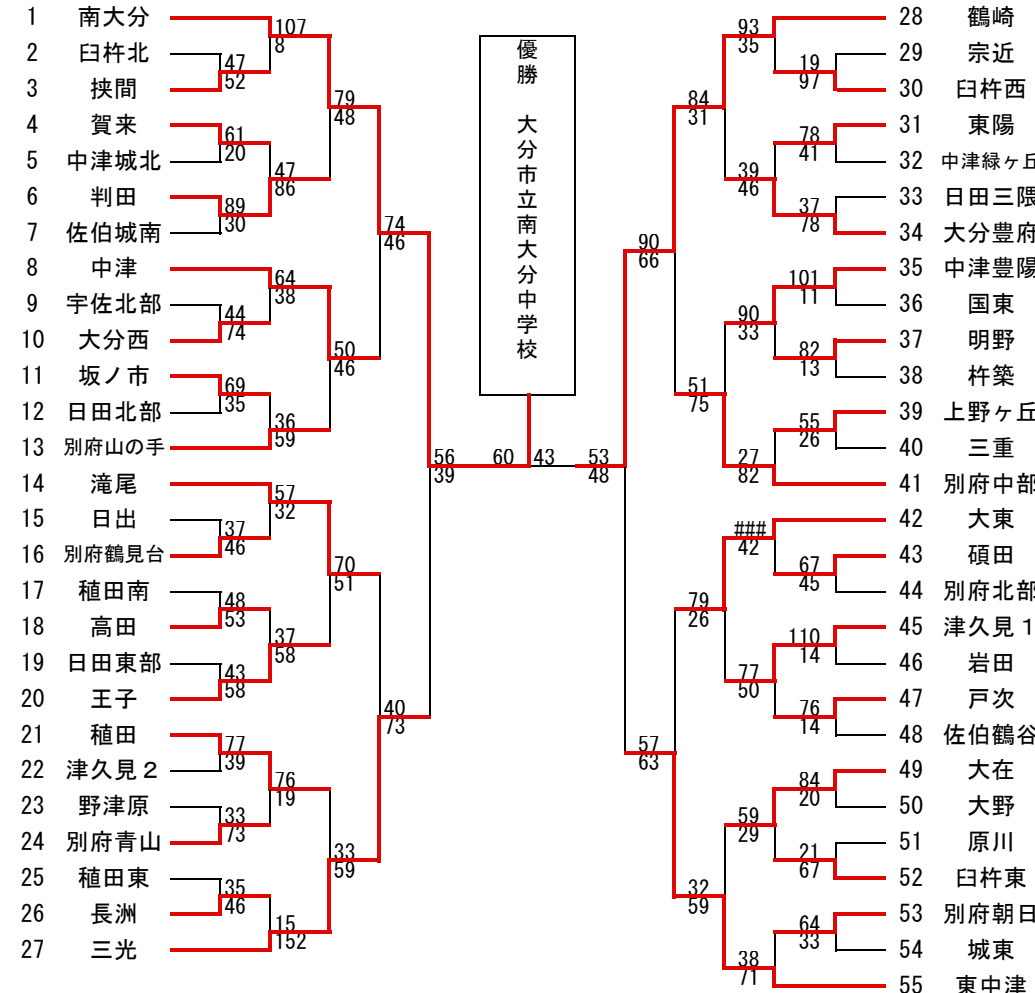 1 南大分
2 臼杵北
3 挾間
4 賀来
5 中津城北
6 判田
7 佐伯城南
8 中津
9 宇佐北部
10 大分西
11 坂ノ市
12 日田北部
13 別府山の手
14 滝尾
15 日出
16 別府鶴見台
17 稙田南
18 高田
19 日田東部
20 王子
21 稙田
22 津久見2
23 野津原
24 別府青山
25 稙田東
26 長洲
27 三光
47
52
61
20
89
30
44
74
69
35
37
46
48
53
43
58
77
39
33
73
35
46
107
8
47
86
64
38
36
59
57
32
37
58
76
19
15
152
79
48
50
46
70
51
33
59
74
46
40
73
56
39
優勝 大分市立南大分中学校
60 43
53
48
90
66
57
63
84
31
51
75
79
26
32
59
93
35
39
46
90
33
27
82
###
42
77
50
59
29
38
71
19
97
78
41
37
78
101
11
82
13
55
26
67
45
110
14
76
14
84
20
21
67
64
33
28 鶴崎
29 宗近
30 臼杵西
31 東陽
32 中津緑ヶ丘
33 日田三隈
34 大分豊府
35 中津豊陽
36 国東
37 明野
38 杵築
39 上野ヶ丘
40 三重
41 別府中部
42 大東
43 碩田
44 別府北部
45 津久見1
46 岩田
47 戸次
48 佐伯鶴谷
49 大在
50 大野
51 原川
52 臼杵東
53 別府朝日
54 城東
55 東中津